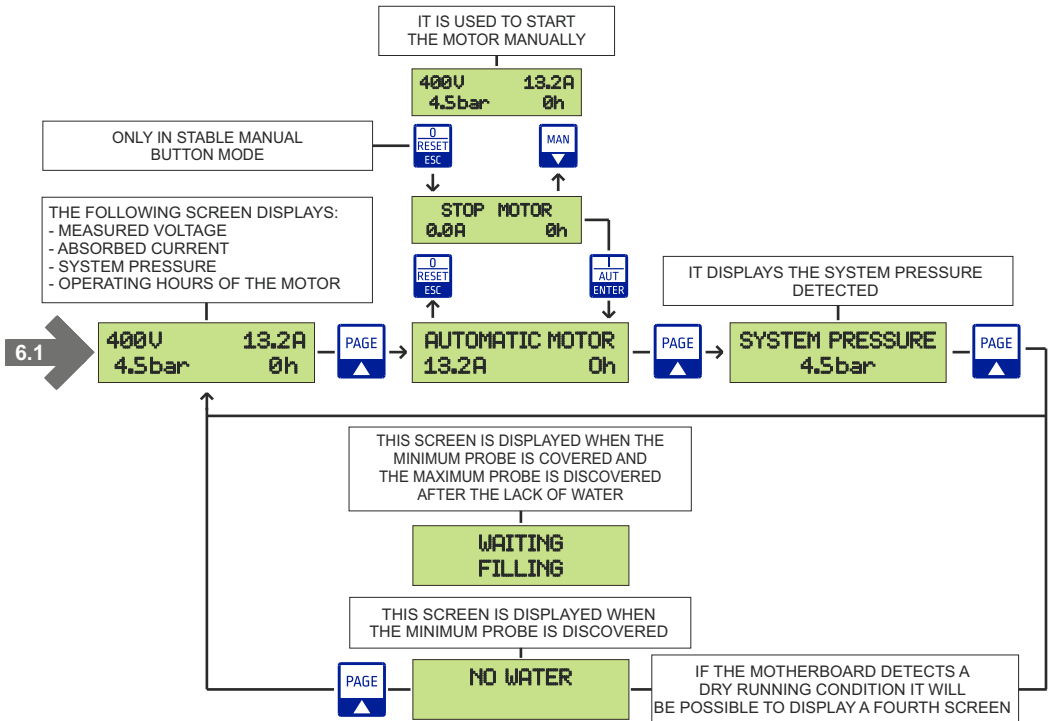 IT IS USED TO START
THE MOTOR MANUALLY
400V 13.2A
4.5bar 0h
ONLY IN STABLE MANUAL
BUTTON MODE
0
RESET
ESC
MAN
STOP MOTOR
0.0A 0h
THE FOLLOWING SCREEN DISPLAYS:
- MEASURED VOLTAGE
- ABSORBED CURRENT
- SYSTEM PRESSURE
- OPERATING HOURS OF THE MOTOR
0
RESET
ESC
I
AUT
ENTER
IT DISPLAYS THE SYSTEM PRESSURE
DETECTED
6.1
400V 13.2A
4.5bar 0h
PAGE
AUTOMATIC MOTOR
13.2A 0h
PAGE
SYSTEM PRESSURE
4.5bar
PAGE
THIS SCREEN IS DISPLAYED WHEN THE
MINIMUM PROBE IS COVERED AND
THE MAXIMUM PROBE IS DISCOVERED
AFTER THE LACK OF WATER
WAITING
FILLING
THIS SCREEN IS DISPLAYED WHEN
THE MINIMUM PROBE IS DISCOVERED
PAGE
NO WATER
IF THE MOTHERBOARD DETECTS A
DRY RUNNING CONDITION IT WILL
BE POSSIBLE TO DISPLAY A FOURTH SCREEN